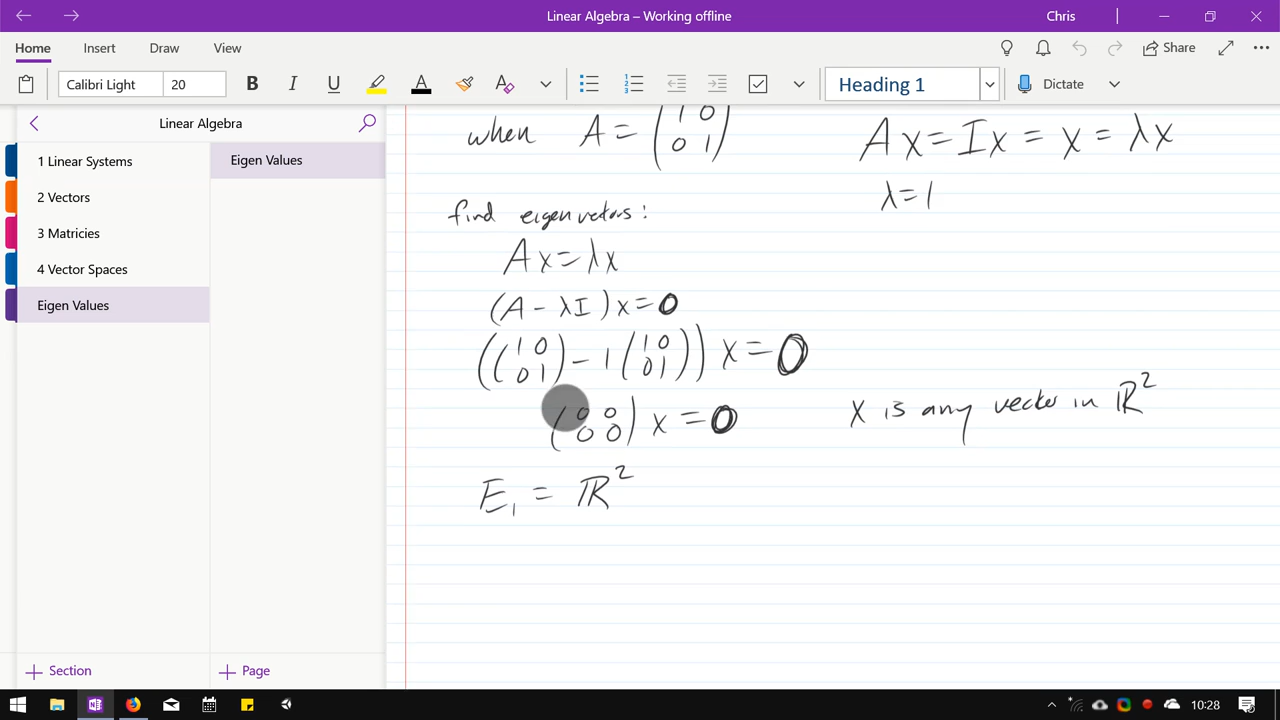 Linear Algebra – Working offline
Chris
Home Insert Draw View
Share
Calibri Light 20 B I U A A Heading 1 Dictate
Linear Algebra
1 Linear Systems
2 Vectors
3 Matricies
4 Vector Spaces
Eigen Values
Eigen Values
when A = (1 0
0 1)
Ax = Ix = x = λx
λ = 1
find eigenvetors:
Ax = λx
(A - λI)x = 0
((1 0
0 1) - 1 (1 0
0 1)) x = 0
(0 0
0 0) x = 0
x is any vector in ℝ²
E₁ = ℝ²
+ Section
+ Page
10:28